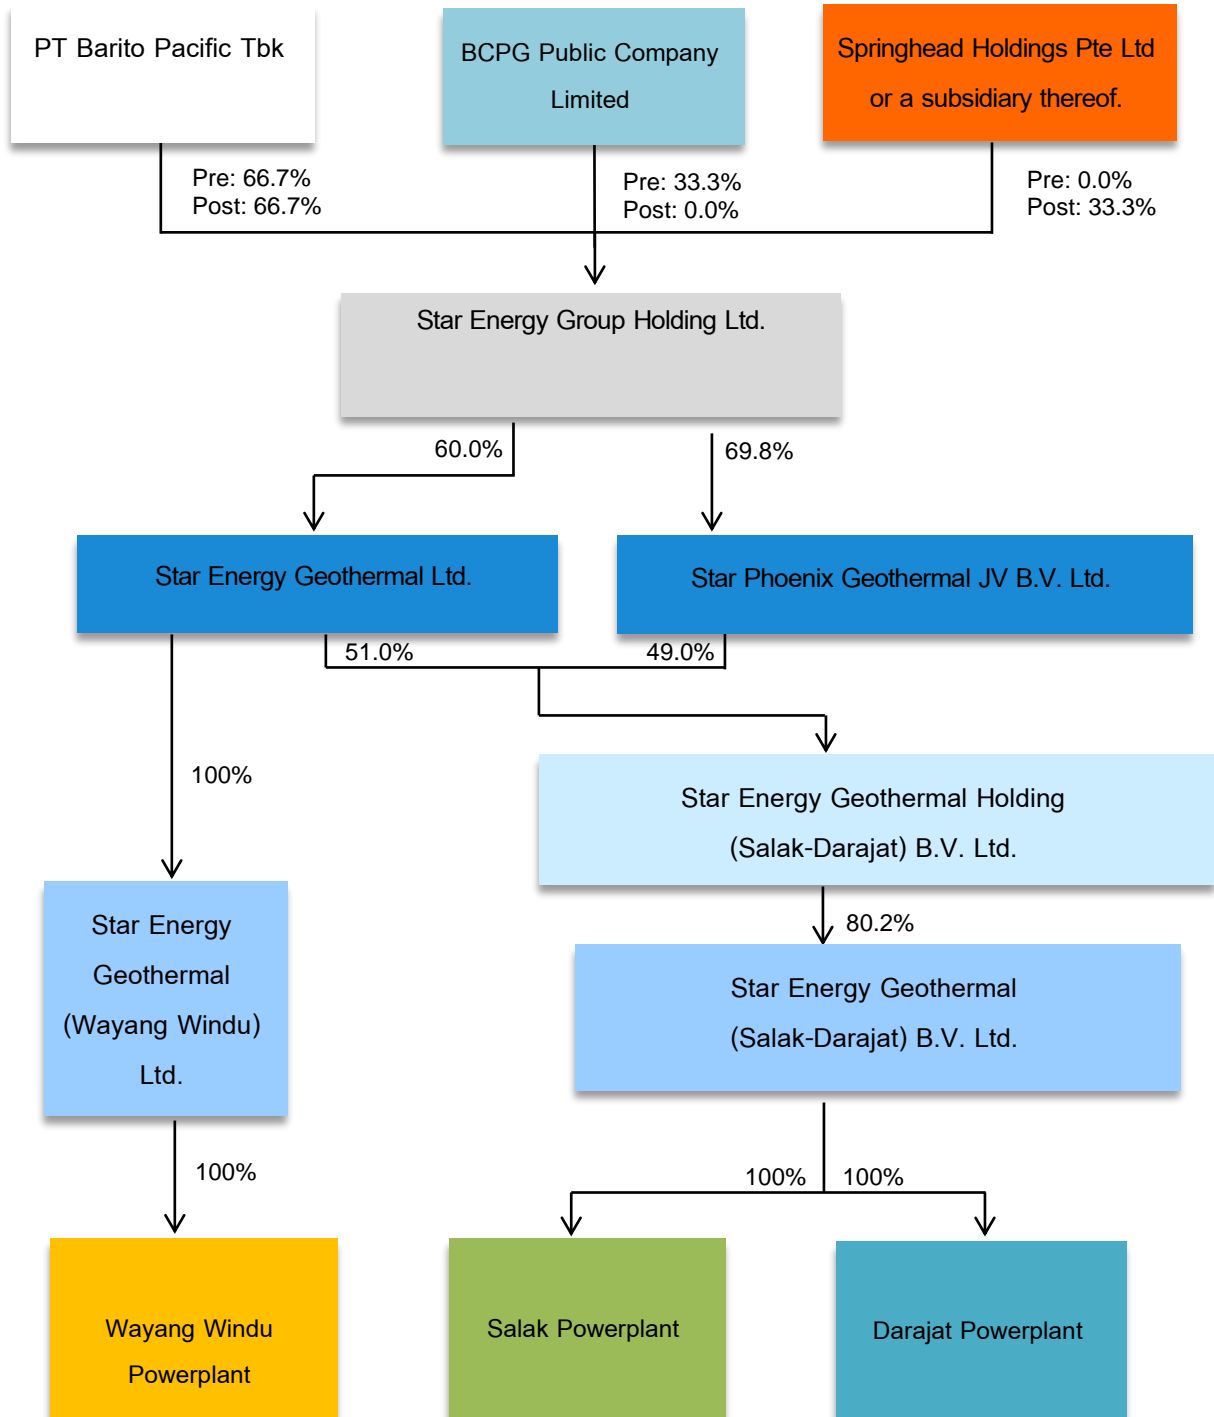 PT Barito Pacific Tbk
BCPG Public Company
Limited
Springhead Holdings Pte Ltd
or a subsidiary thereof.
Pre: 66.7%
Post: 66.7%
Pre: 33.3%
Post: 0.0%
Pre: 0.0%
Post: 33.3%
Star Energy Group Holding Ltd.
60.0%
69.8%
Star Energy Geothermal Ltd.
Star Phoenix Geothermal JV B.V. Ltd.
51.0%
49.0%
100%
Star Energy Geothermal Holding
(Salak-Darajat) B.V. Ltd.
80.2%
Star Energy
Geothermal
(Wayang Windu)
Ltd.
Star Energy Geothermal
(Salak-Darajat) B.V. Ltd.
100%
100%
100%
Wayang Windu
Powerplant
Salak Powerplant
Darajat Powerplant